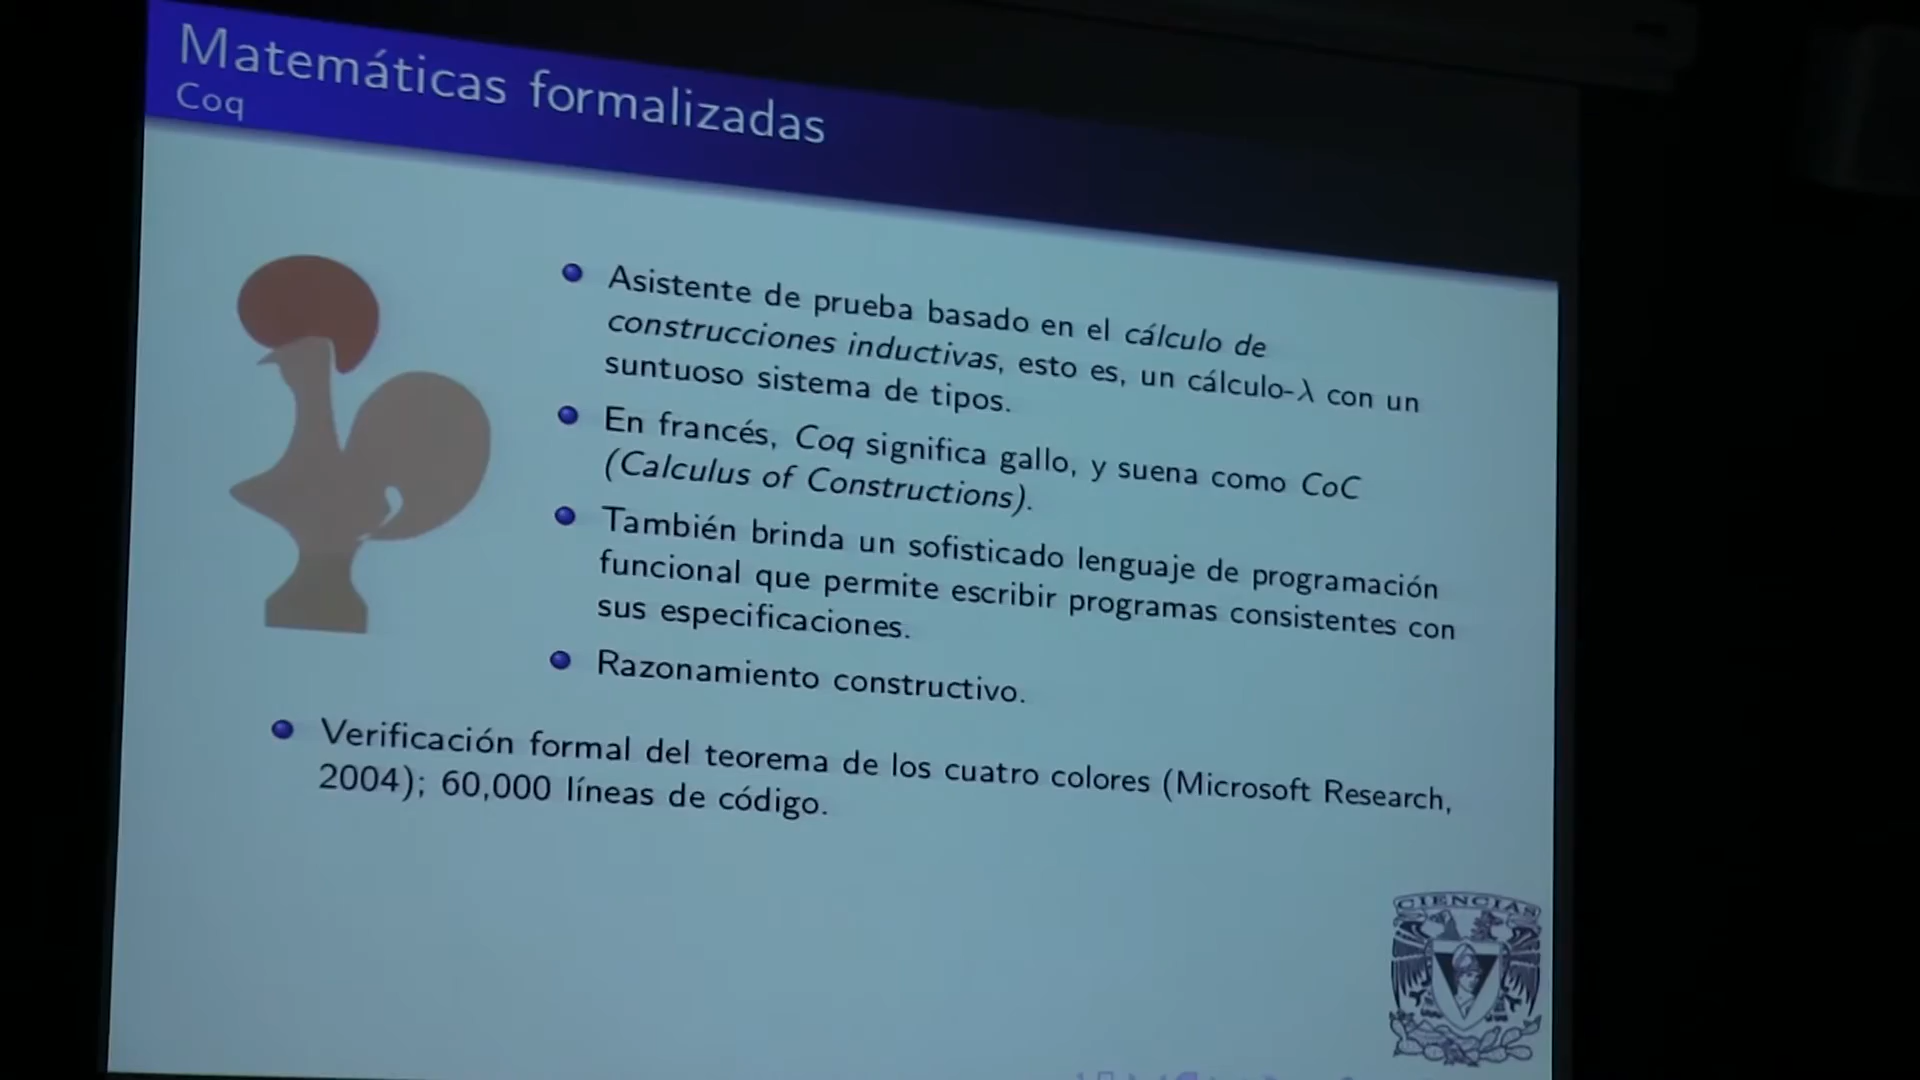 Matemáticas formalizadas
Coq
Asistente de prueba basado en el cálculo de
construcciones inductivas, esto es, un cálculo-λ con un
suntuoso sistema de tipos.
En francés, Coq significa gallo, y suena como CoC
(Calculus of Constructions).
También brinda un sofisticado lenguaje de programación
funcional que permite escribir programas consistentes con
sus especificaciones.
Razonamiento constructivo.
Verificación formal del teorema de los cuatro colores (Microsoft Research,
2004); 60,000 líneas de código.
CIENCIAS